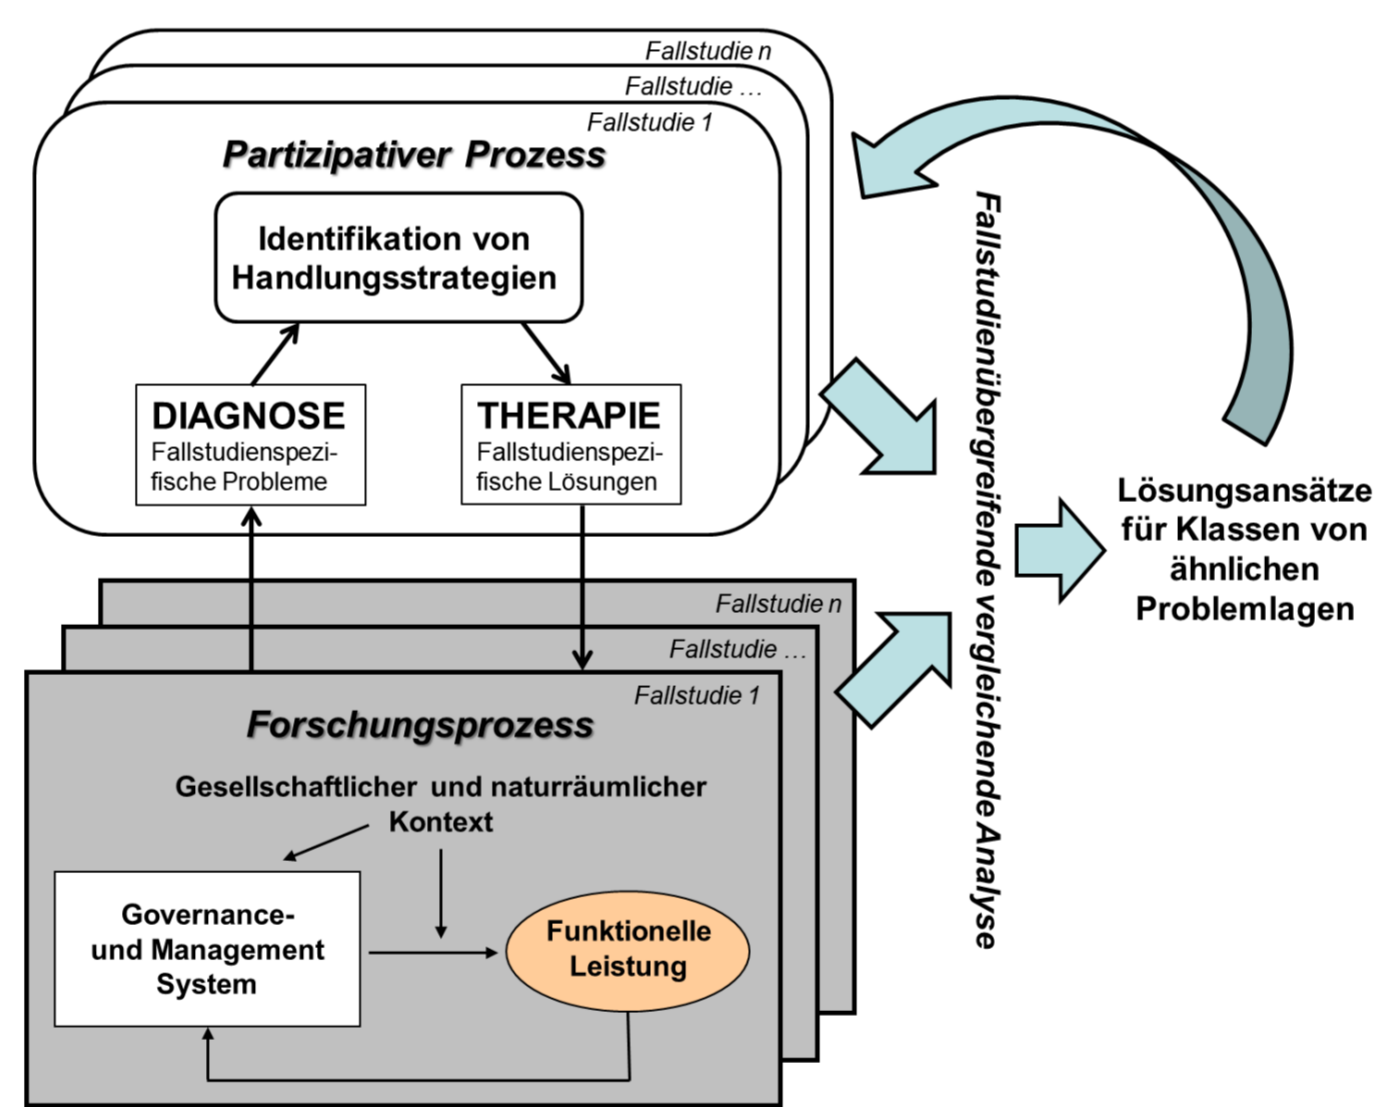 Fallstudie n
Fallstudie …
Fallstudie 1
Partizipativer Prozess
Identifikation von
Handlungsstrategien
DIAGNOSE
Fallstudienspezi-
fische Probleme
THERAPIE
Fallstudienspezi-
fische Lösungen
Fallstudie n
Fallstudie …
Fallstudie 1
Forschungsprozess
Gesellschaftlicher und naturräumlicher
Kontext
Governance-
und Management
System
Funktionelle
Leistung
Fallstudienübergreifende vergleichende Analyse
Lösungsansätze
für Klassen von
ähnlichen
Problemlagen